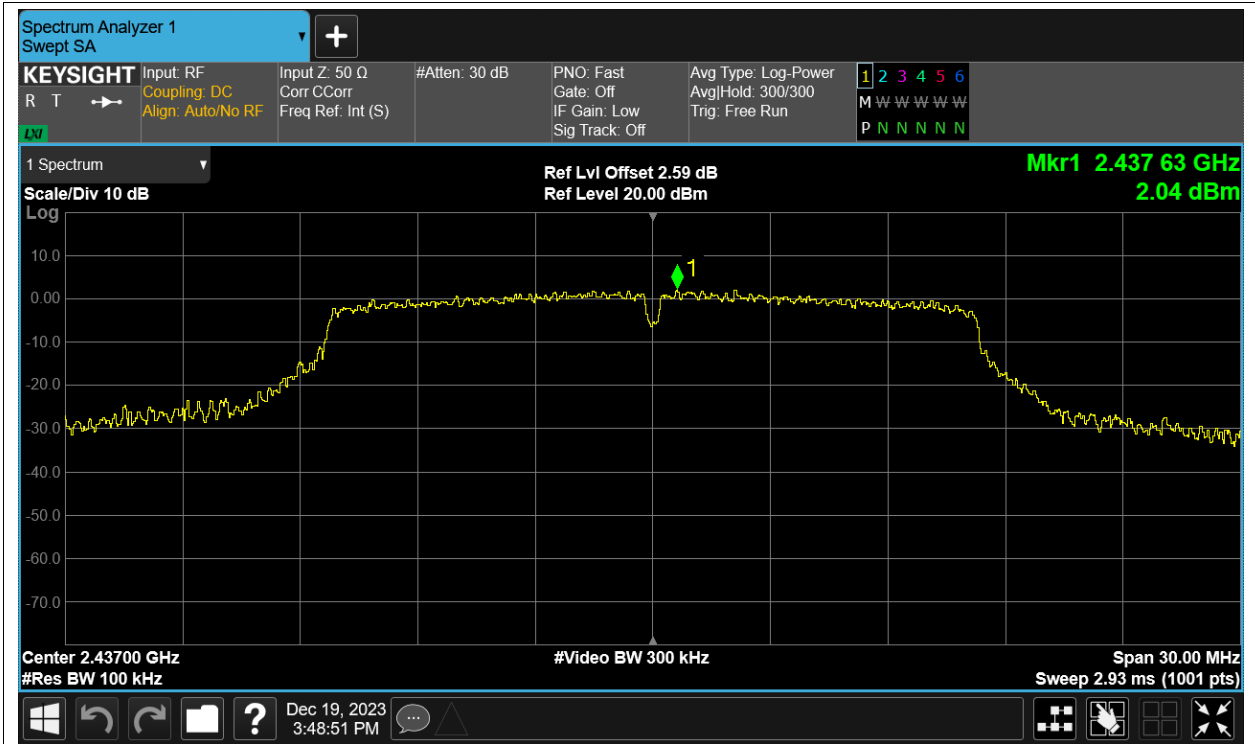 Spectrum Analyzer 1
Swept SA
KEYSIGHT
R T
LXI
Input: RF
Coupling: DC
Align: Auto/No RF
Input Z: 50 Ω
Corr CCorr
Freq Ref: Int (S)
#Atten: 30 dB
PNO: Fast
Gate: Off
IF Gain: Low
Sig Track: Off
Avg Type: Log-Power
Avg|Hold: 300/300
Trig: Free Run
1 2 3 4 5 6
M W W W W W
P N N N N N
1 Spectrum
Scale/Div 10 dB
Log
Ref Lvl Offset 2.59 dB
Ref Level 20.00 dBm
Mkr1 2.437 63 GHz
2.04 dBm
1
10.0
0.00
-10.0
-20.0
-30.0
-40.0
-50.0
-60.0
-70.0
Center 2.43700 GHz
#Res BW 100 kHz
#Video BW 300 kHz
Span 30.00 MHz
Sweep 2.93 ms (1001 pts)
?
Dec 19, 2023
3:48:51 PM